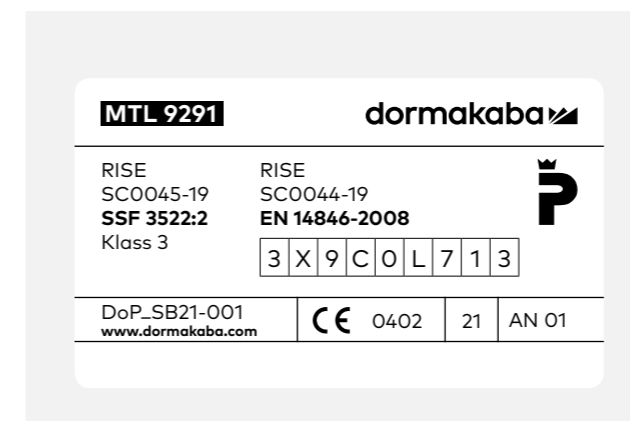 MTL 9291
dormakaba
RISE
SC0045-19
SSF 3522:2
Klass 3
RISE
SC0044-19
EN 14846-2008
3 X 9 C 0 L 7 1 3
P
DoP_SB21-001
www.dormakaba.com
CE 0402
21
AN 01